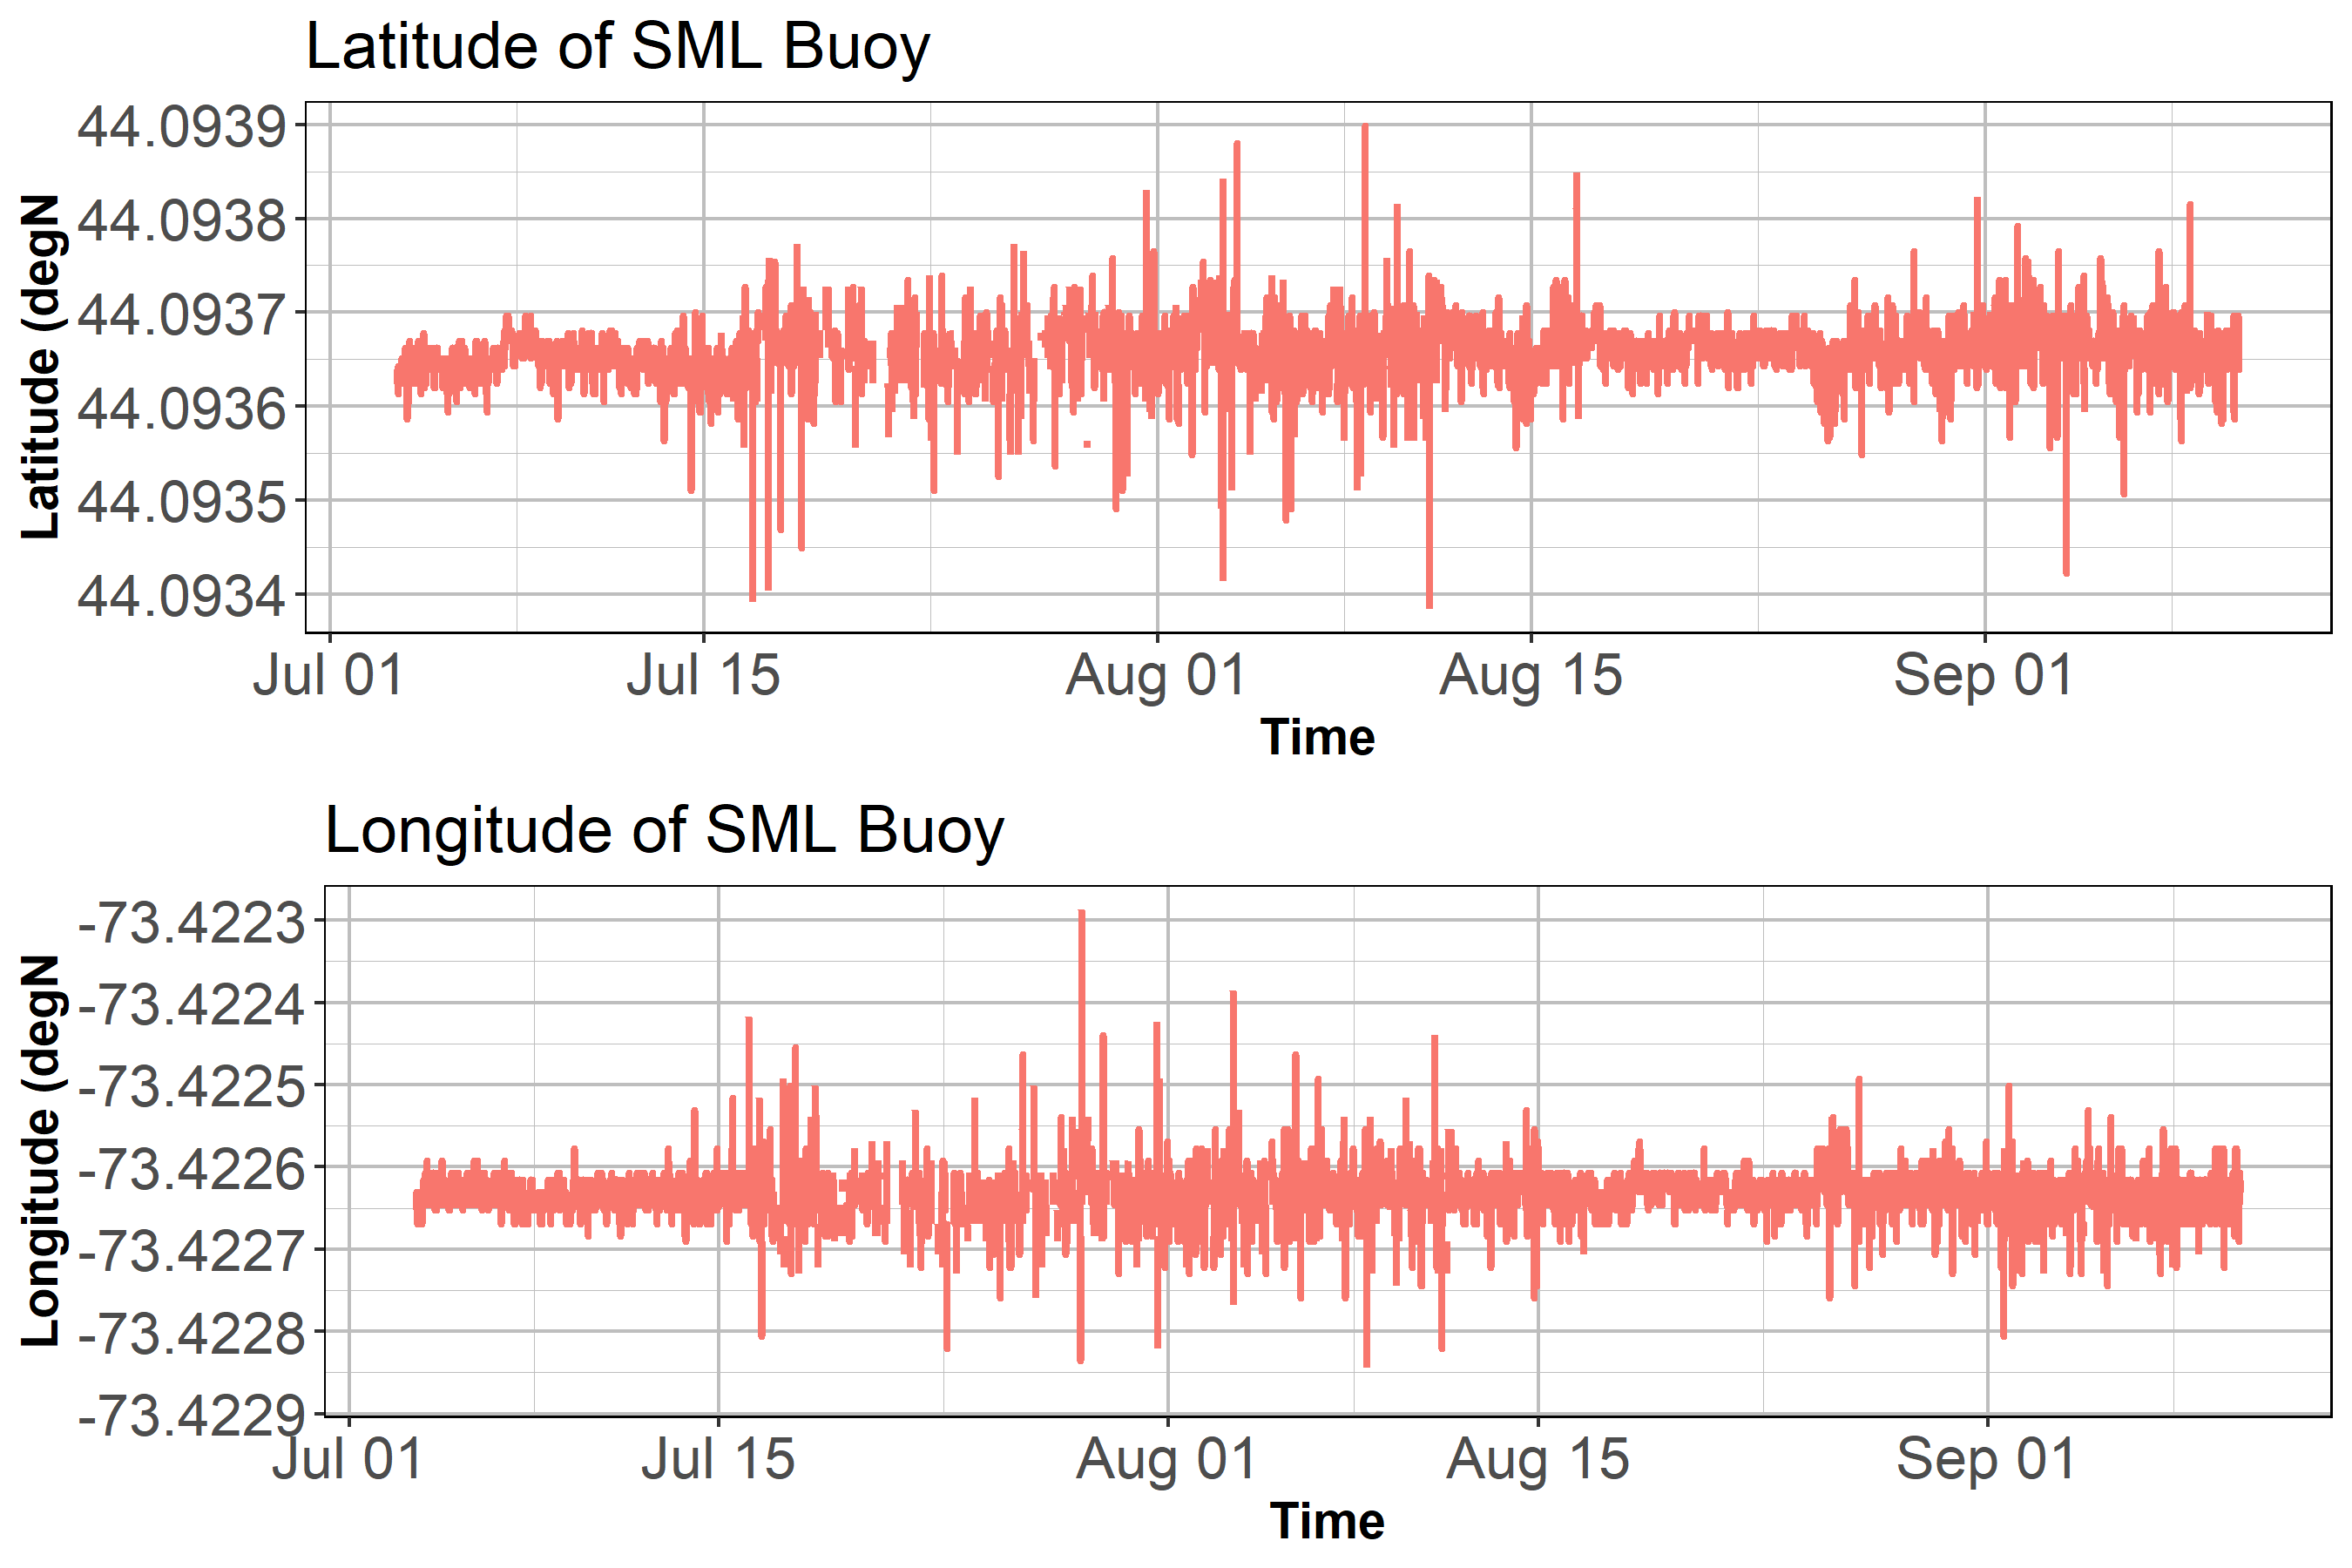 Latitude of SML Buoy
44.0939
44.0938
44.0937
44.0936
44.0935
44.0934
Latitude (degN
Jul 01 Jul 15 Aug 01 Aug 15 Sep 01
Time
Longitude of SML Buoy
-73.4223
-73.4224
-73.4225
-73.4226
-73.4227
-73.4228
-73.4229
Longitude (degN
Jul 01 Jul 15 Aug 01 Aug 15 Sep 01
Time